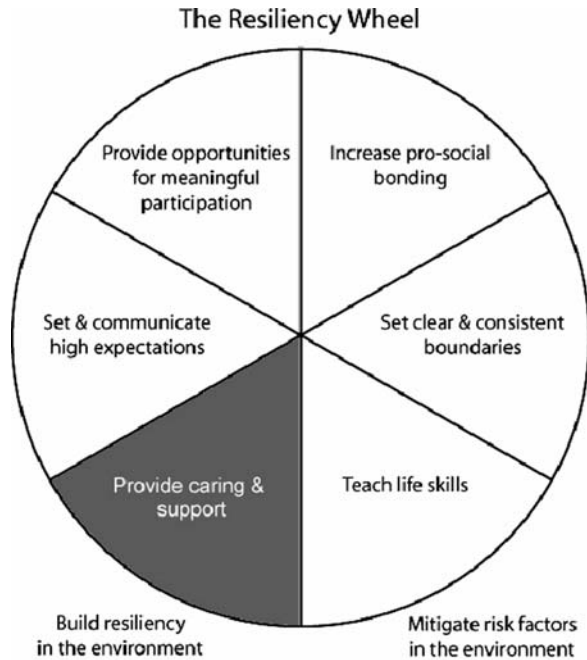 The Resiliency Wheel
Provide opportunities
for meaningful
participation
Increase pro-social
bonding
Set & communicate
high expectations
Set clear & consistent
boundaries
Provide caring &
support
Teach life skills
Build resiliency
in the environment
Mitigate risk factors
in the environment